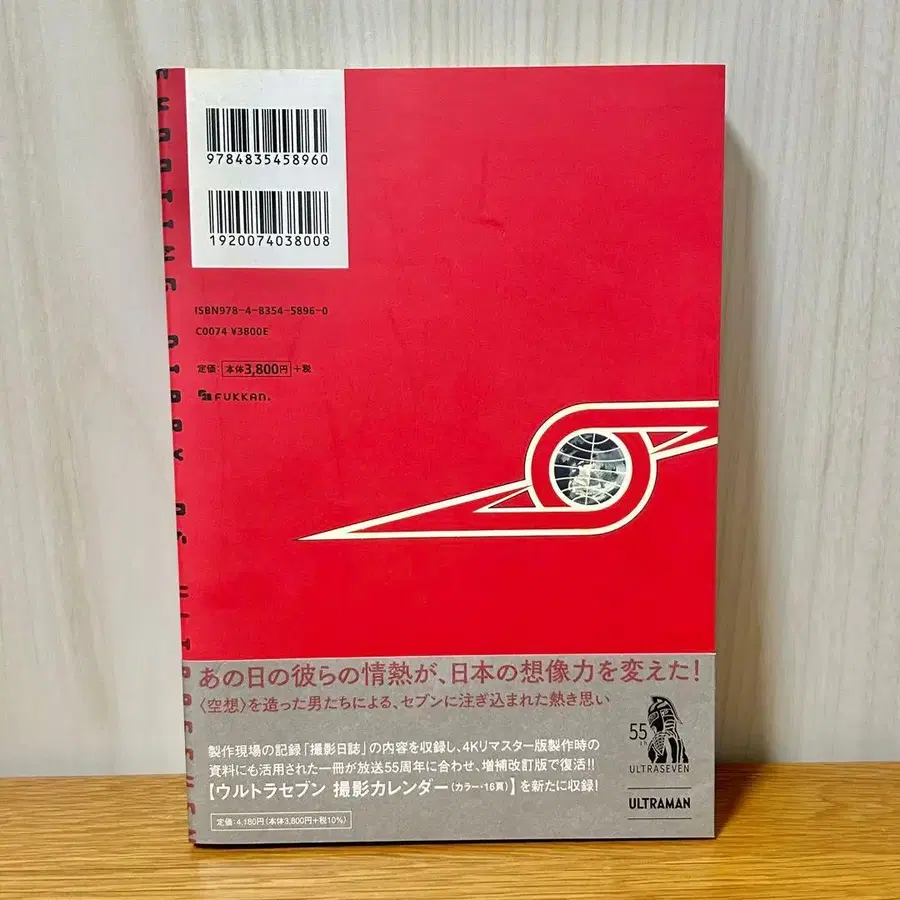 9784835458960
1920074038008
ISBN978-4-8354-5896-0
C0074 ¥3800E
定価: 本体3,800円 +税
FUKKAN.
SHOOTING DIARY OF ULTRASEVEN
あの日の彼らの情熱が、日本の想像力を変えた!
〈空想〉を造った男たちによる、セブンに注ぎ込まれた熱き思い
製作現場の記録「撮影日誌」の内容を収録し、4Kリマスター版製作時の
資料にも活用された一冊が放送55周年に合わせ、増補改訂版で復活!!
【ウルトラセブン 撮影カレンダー(カラー・16頁)】を新たに収録!
定価:4,180円(本体3,800円+税10%)
55
ULTRASEVEN
ULTRAMAN